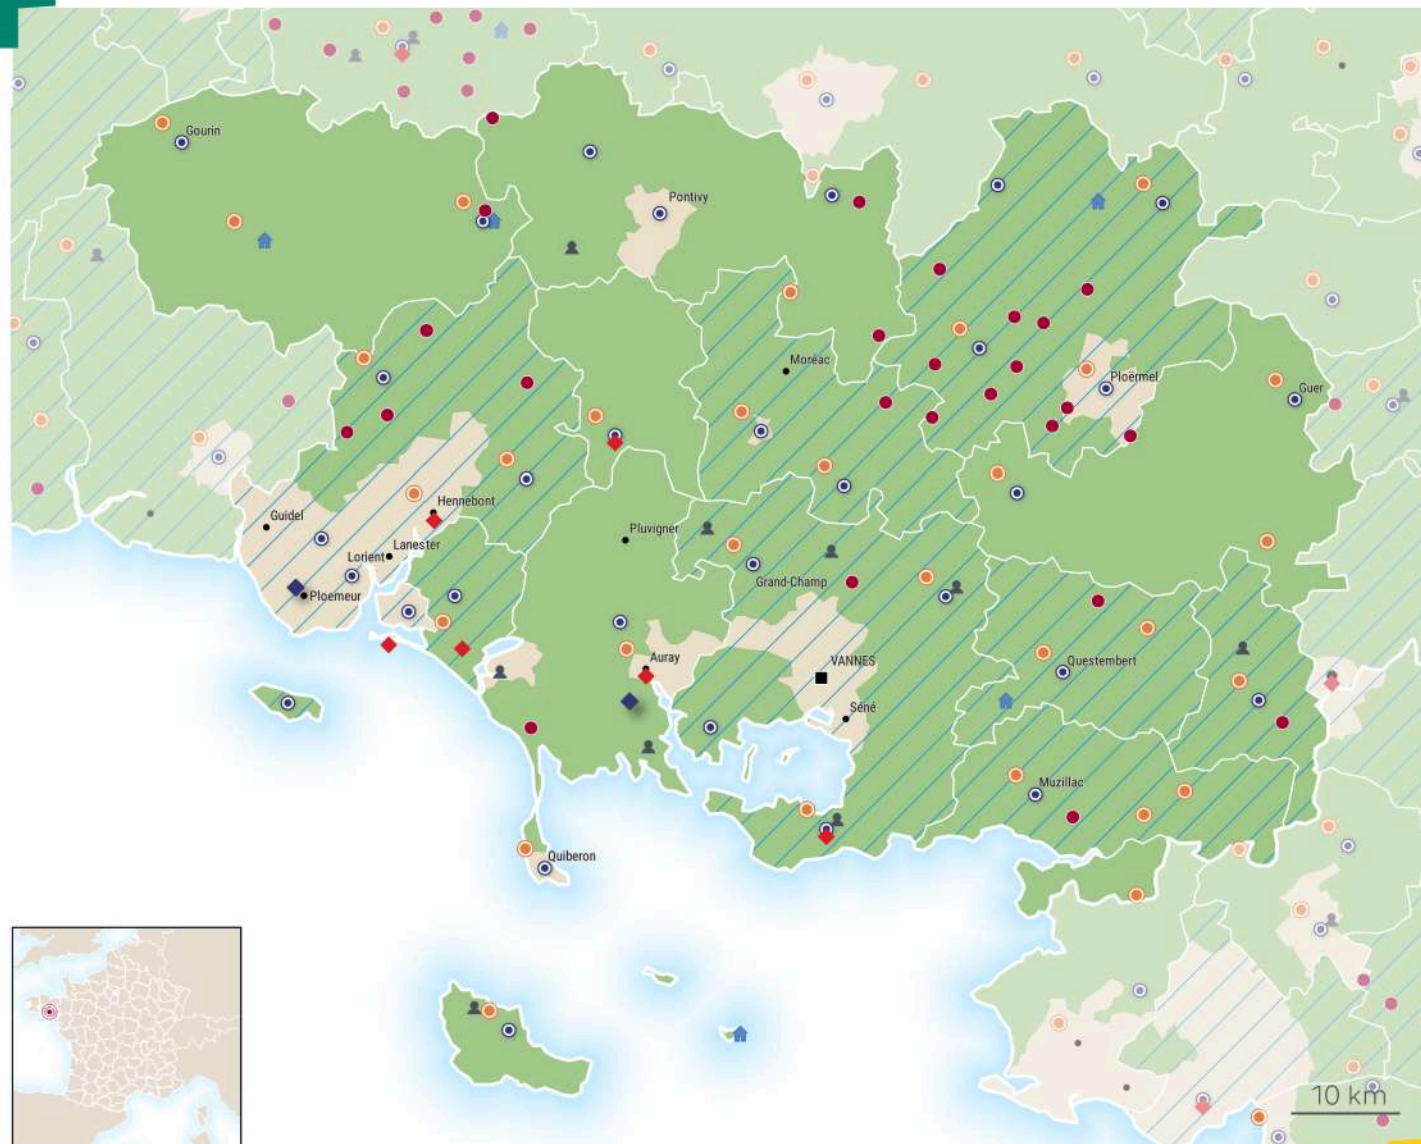 Gourin
Pontivy
Moréac
Ploërmel
Guer
Hennebont
Guidel
Pluvigner
Lanester
Lorient
Grand-Champ
Ploemeur
Auray
VANNES
Questembert
Séné
Muzillac
Quiberon
10 km